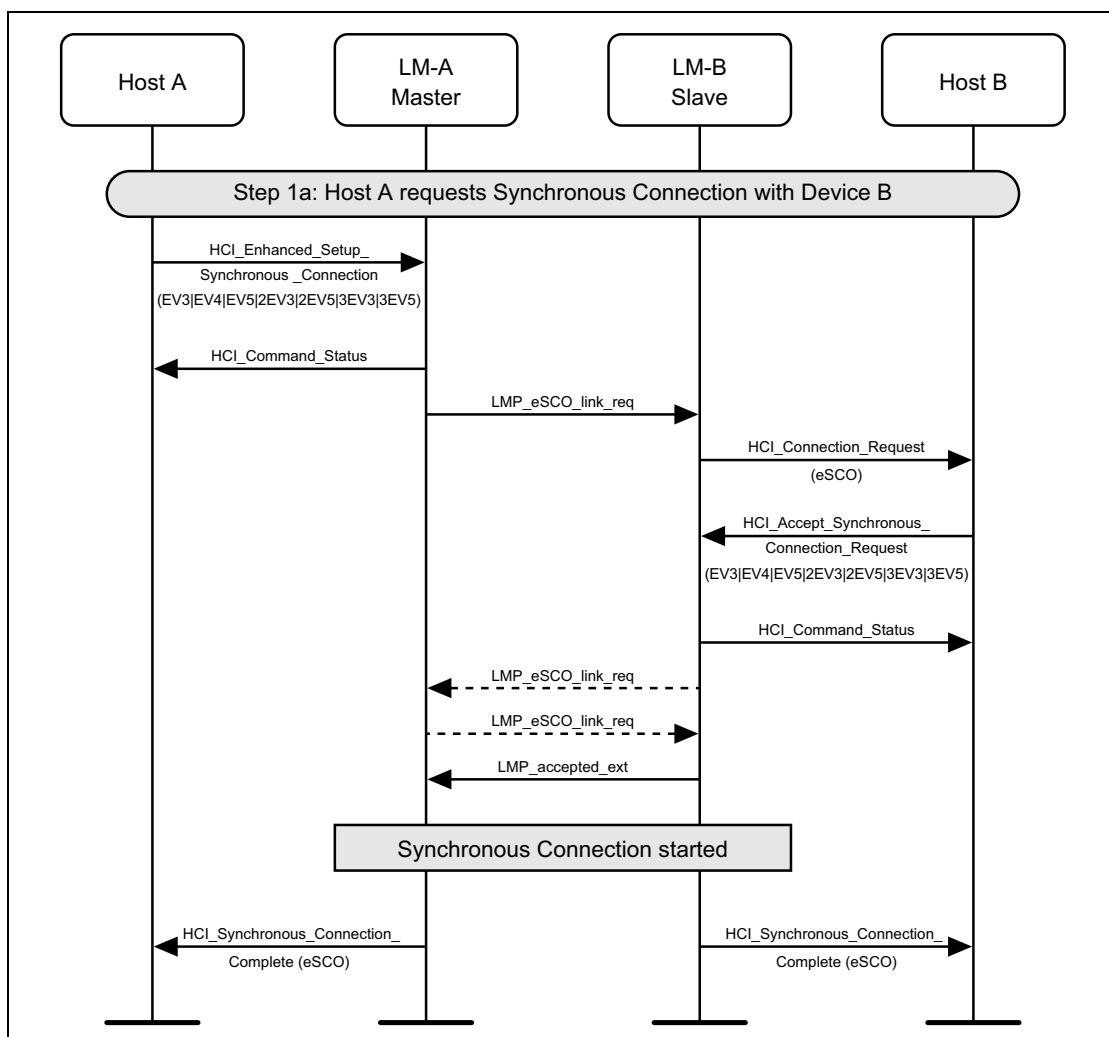 Host A
LM-A
Master
LM-B
Slave
Host B
Step 1a: Host A requests Synchronous Connection with Device B
HCI_Enhanced_Setup_
Synchronous _Connection
(EV3|EV4|EV5|2EV3|2EV5|3EV3|3EV5)
HCI_Command_Status
LMP_eSCO_link_req
HCI_Connection_Request
(eSCO)
HCI_Accept_Synchronous_
Connection_Request
(EV3|EV4|EV5|2EV3|2EV5|3EV3|3EV5)
HCI_Command_Status
LMP_eSCO_link_req
LMP_eSCO_link_req
LMP_accepted_ext
Synchronous Connection started
HCI_Synchronous_Connection_
Complete (eSCO)
HCI_Synchronous_Connection_
Complete (eSCO)